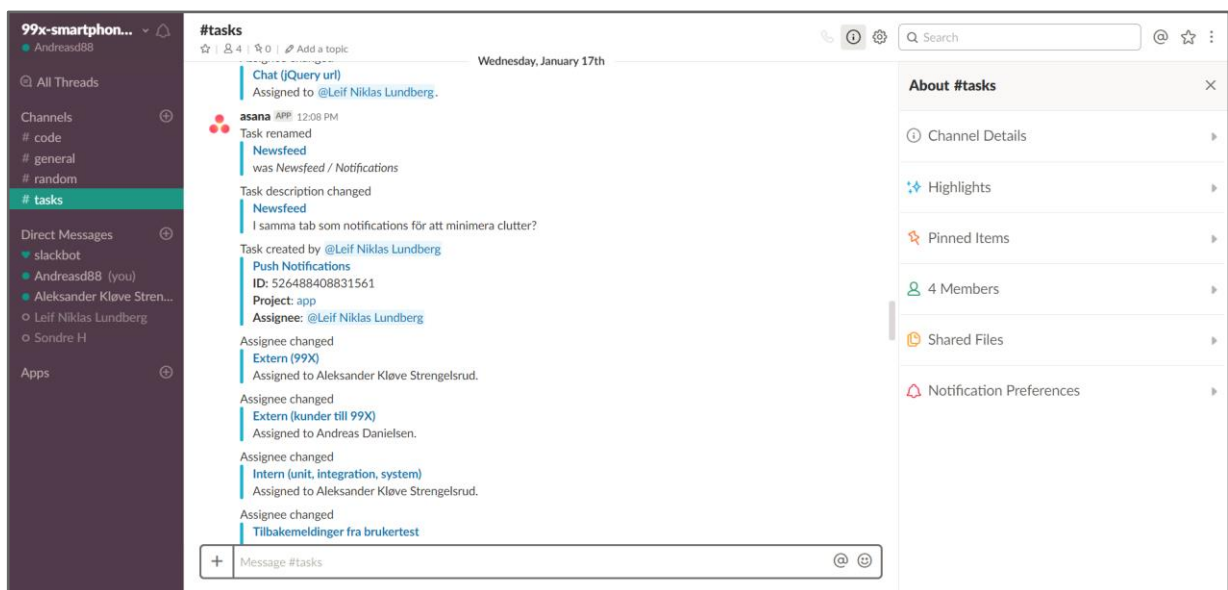 99x-smartphon...
Andreasd88
All Threads
Channels
# code
# general
# random
# tasks
Direct Messages
slackbot
Andreasd88 (you)
Aleksander Kløve Stren...
Leif Niklas Lundberg
Sondre H
Apps
#tasks
4 | 0 | Add a topic
Wednesday, January 17th
Assignee changed
Chat (jQuery url)
Assigned to @Leif Niklas Lundberg.
asana APP 12:08 PM
Task renamed
Newsfeed
was Newsfeed / Notifications
Task description changed
Newsfeed
I samma tab som notifications för att minimera clutter?
Task created by @Leif Niklas Lundberg
Push Notifications
ID: 526488408831561
Project: app
Assignee: @Leif Niklas Lundberg
Assignee changed
Extern (99X)
Assigned to Aleksander Kløve Strengelsrud.
Assignee changed
Extern (kunder till 99X)
Assigned to Andreas Danielsen.
Assignee changed
Intern (unit, integration, system)
Assigned to Aleksander Kløve Strengelsrud.
Assignee changed
Tilbakemeldinger fra brukertest
Message #tasks
Search
About #tasks
Channel Details
Highlights
Pinned Items
4 Members
Shared Files
Notification Preferences